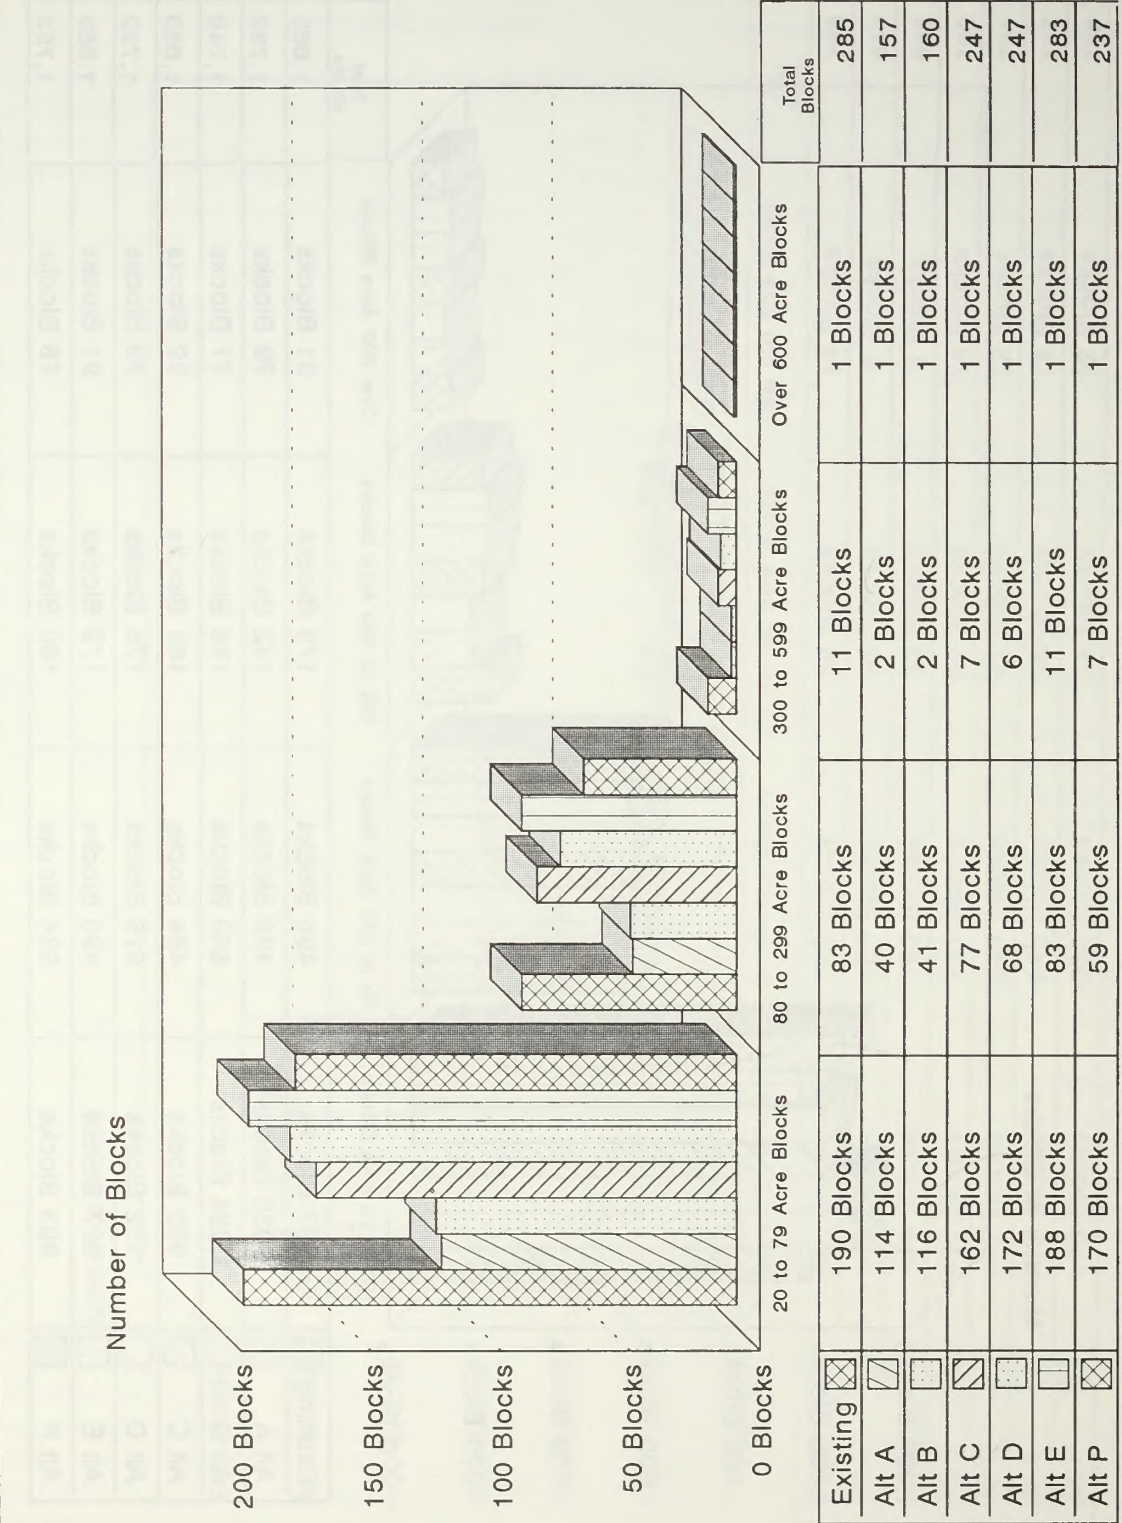 Number of Blocks
200 Blocks
150 Blocks
100 Blocks
50 Blocks
0 Blocks
20 to 79 Acre Blocks 80 to 299 Acre Blocks 300 to 599 Acre Blocks Over 600 Acre Blocks Total Blocks
Existing 190 Blocks 83 Blocks 11 Blocks 1 Blocks 285
Alt A 114 Blocks 40 Blocks 2 Blocks 1 Blocks 157
Alt B 116 Blocks 41 Blocks 2 Blocks 1 Blocks 160
Alt C 162 Blocks 77 Blocks 7 Blocks 1 Blocks 247
Alt D 172 Blocks 68 Blocks 6 Blocks 1 Blocks 247
Alt E 188 Blocks 83 Blocks 11 Blocks 1 Blocks 283
Alt P 170 Blocks 59 Blocks 7 Blocks 1 Blocks 237